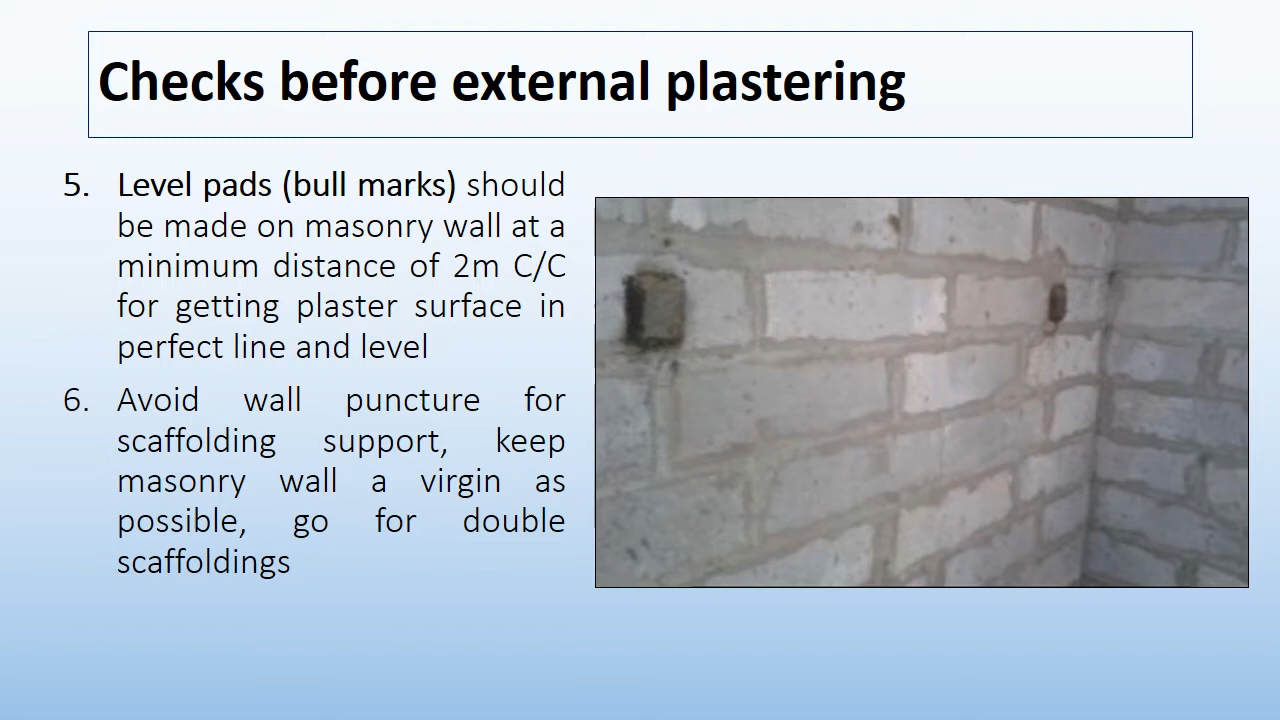 Checks before external plastering
5. Level pads (bull marks) should
be made on masonry wall at a
minimum distance of 2m C/C
for getting plaster surface in
perfect line and level
6. Avoid wall puncture for
scaffolding support, keep
masonry wall a virgin as
possible, go for double
scaffoldings